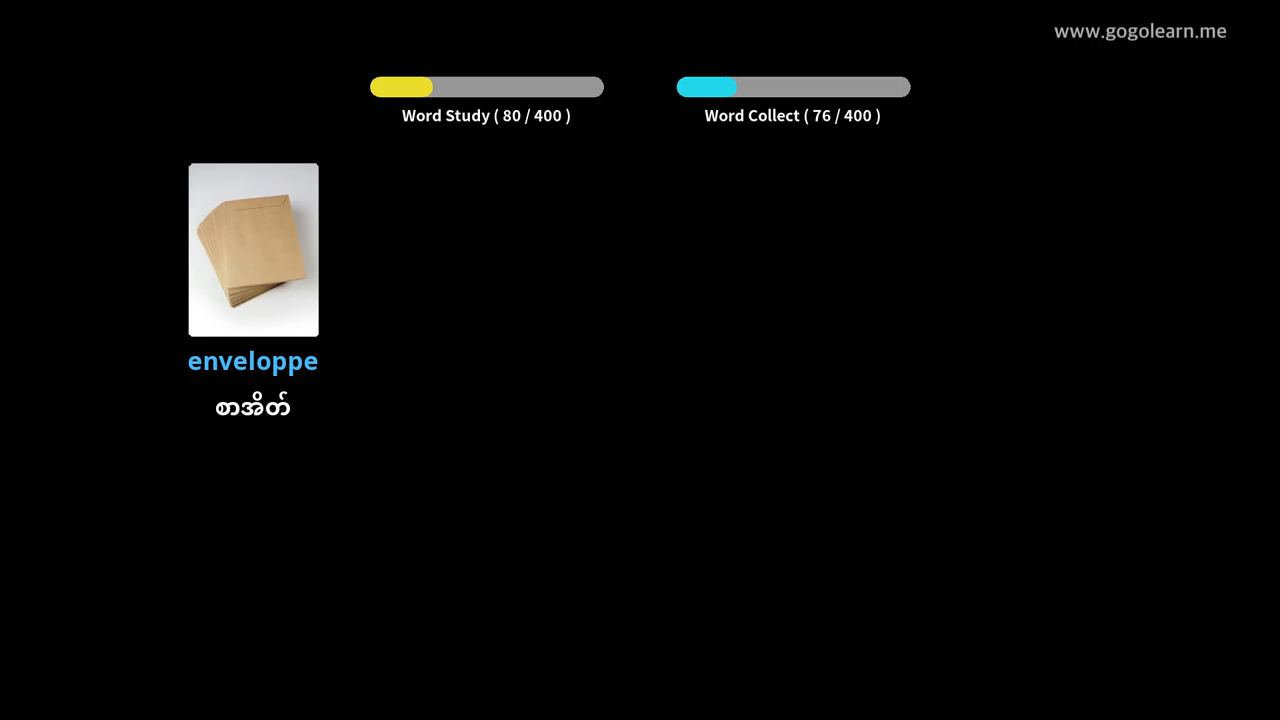 www.gogolearn.me
Word Study ( 80 / 400 )
Word Collect ( 76 / 400 )
enveloppe
စာအိတ်